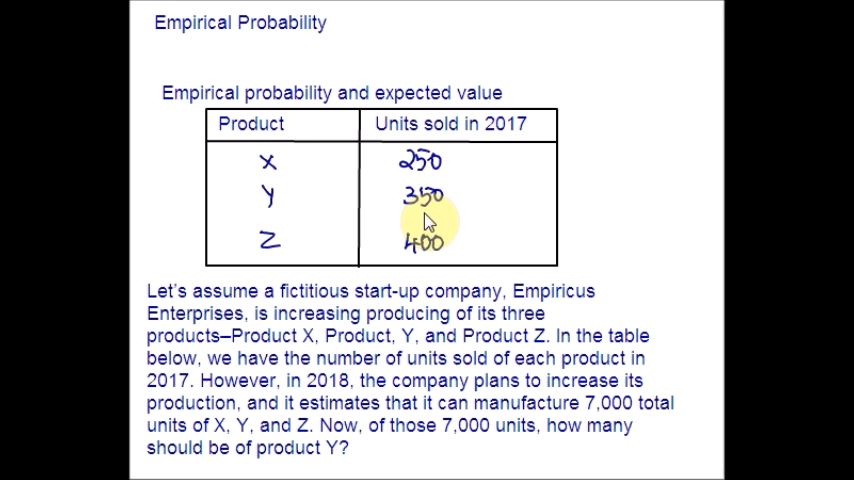 Empirical Probability
Empirical probability and expected value
Product Units sold in 2017
X 250
Y 350
Z 400
Let's assume a fictitious start-up company, Empiricus
Enterprises, is increasing producing of its three
products–Product X, Product, Y, and Product Z. In the table
below, we have the number of units sold of each product in
2017. However, in 2018, the company plans to increase its
production, and it estimates that it can manufacture 7,000 total
units of X, Y, and Z. Now, of those 7,000 units, how many
should be of product Y?